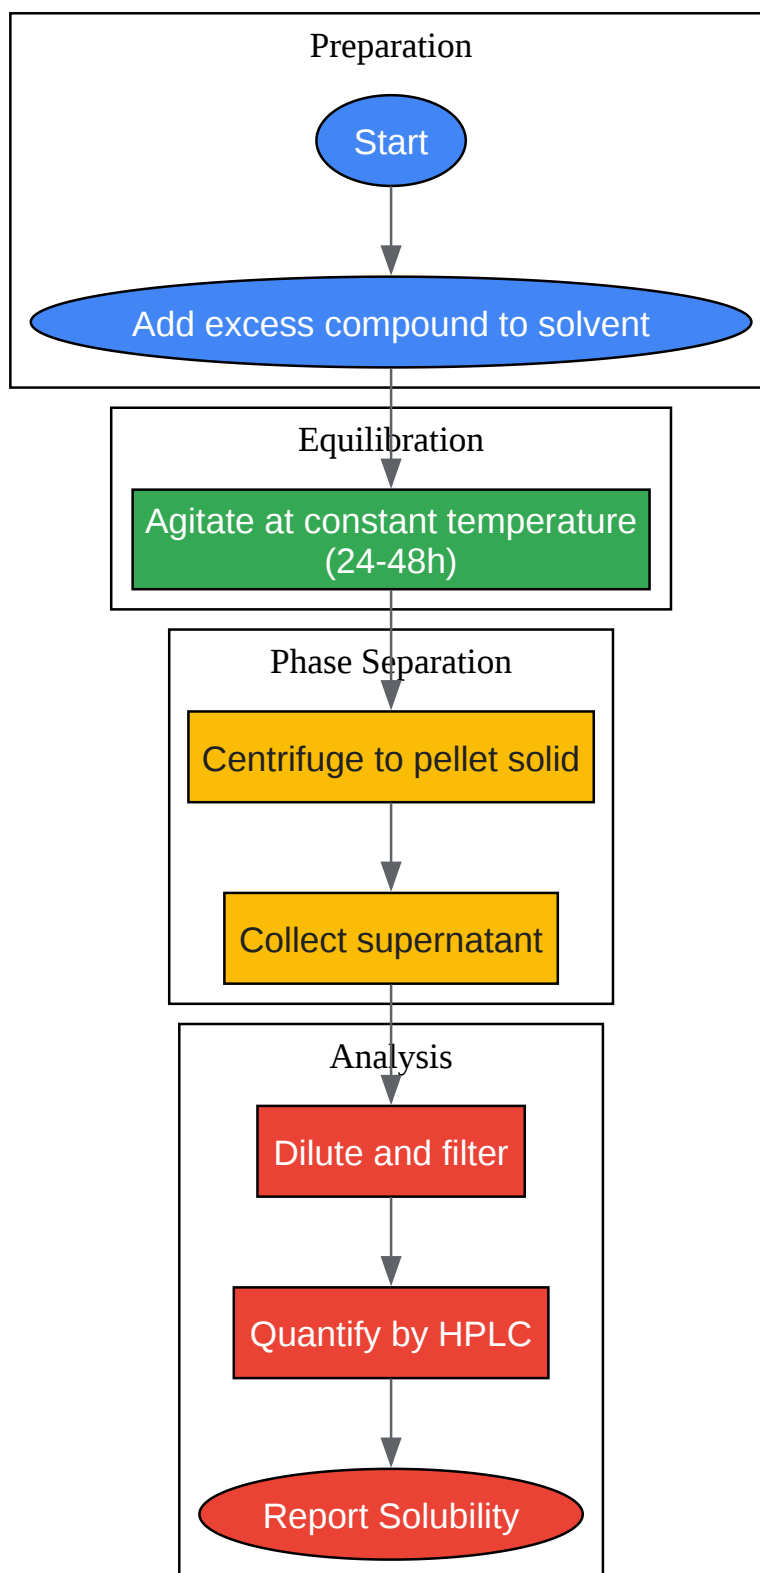 Preparation
Start
Add excess compound to solvent
Equilibration
Agitate at constant temperature
(24-48h)
Phase Separation
Centrifuge to pellet solid
Collect supernatant
Analysis
Dilute and filter
Quantify by HPLC
Report Solubility